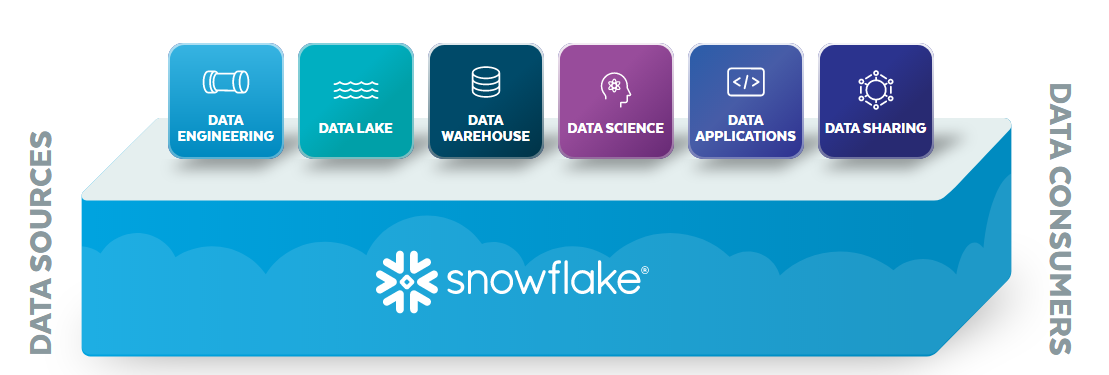 DATA SOURCES
DATA
ENGINEERING
DATA LAKE
DATA
WAREHOUSE
DATA SCIENCE
DATA
APPLICATIONS
DATA SHARING
snowflake®
DATA CONSUMERS